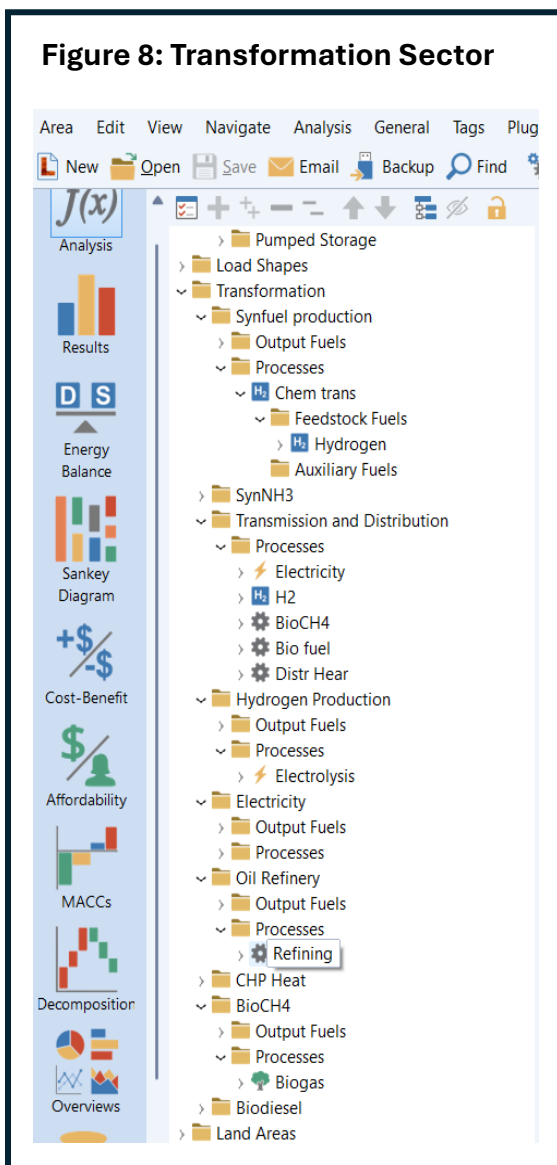 Figure 8: Transformation Sector
Area Edit View Navigate Analysis General Tags Plug
New Open Save Email Backup Find
J(x)
Analysis
Results
D S
Energy
Balance
Sankey
Diagram
+$
-$
Cost-Benefit
$
Affordability
MACCs
Decomposition
Overviews
Pumped Storage
Load Shapes
Transformation
Synfuel production
Output Fuels
Processes
H₂ Chem trans
Feedstock Fuels
H₂ Hydrogen
Auxiliary Fuels
SynNH3
Transmission and Distribution
Processes
Electricity
H₂ H2
BioCH4
Bio fuel
Distr Hear
Hydrogen Production
Output Fuels
Processes
Electrolysis
Electricity
Output Fuels
Processes
Oil Refinery
Output Fuels
Processes
Refining
CHP Heat
BioCH4
Output Fuels
Processes
Biogas
Biodiesel
Land Areas